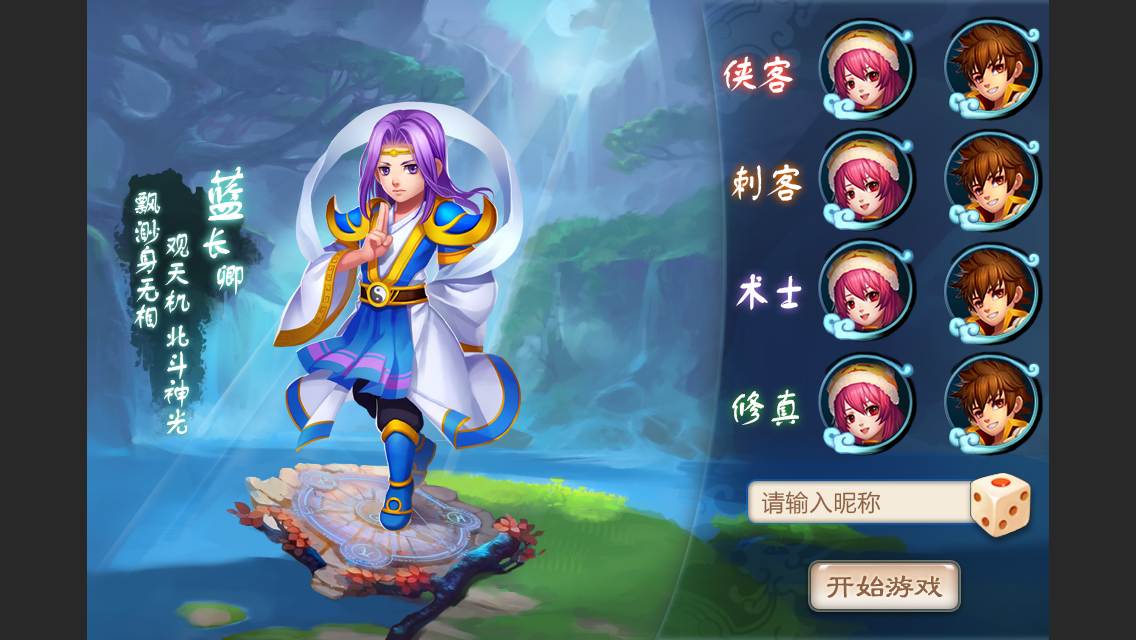 蓝长卿
观天机 北斗神光
飘渺身无相
侠客
刺客
术士
修真
请输入昵称
开始游戏